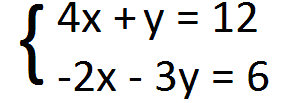 4x + y = 12
-2x - 3y = 6